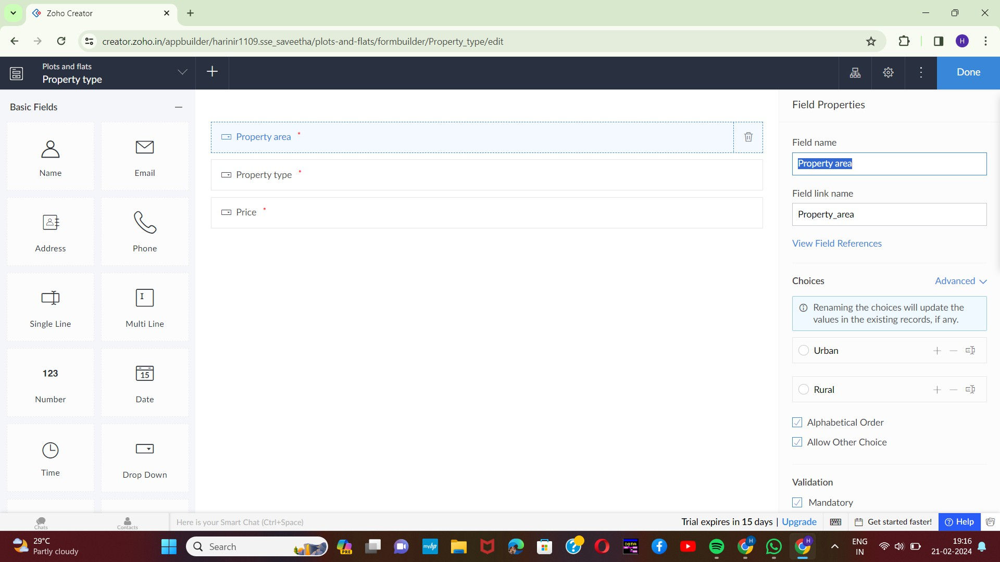 Zoho Creator
creator.zoho.in/appbuilder/harinir1109.sse_saveetha/plots-and-flats/formbuilder/Property_type/edit
H
Plots and flats
Property type
Done
Basic Fields
Name
Email
Address
Phone
Single Line
Multi Line
123
Number
15
Date
Time
Drop Down
Property area *
Property type *
Price *
Field Properties
Field name
Property area
Field link name
Property_area
View Field References
Choices
Advanced
Renaming the choices will update the
values in the existing records, if any.
Urban
Rural
Alphabetical Order
Allow Other Choice
Validation
Mandatory
Chats
Contacts
Here is your Smart Chat (Ctrl+Space)
Trial expires in 15 days | Upgrade
Get started faster!
Help
29°C
Partly cloudy
Search
PRE
myhp
DATA
H
H
ENG
IN
19:16
21-02-2024